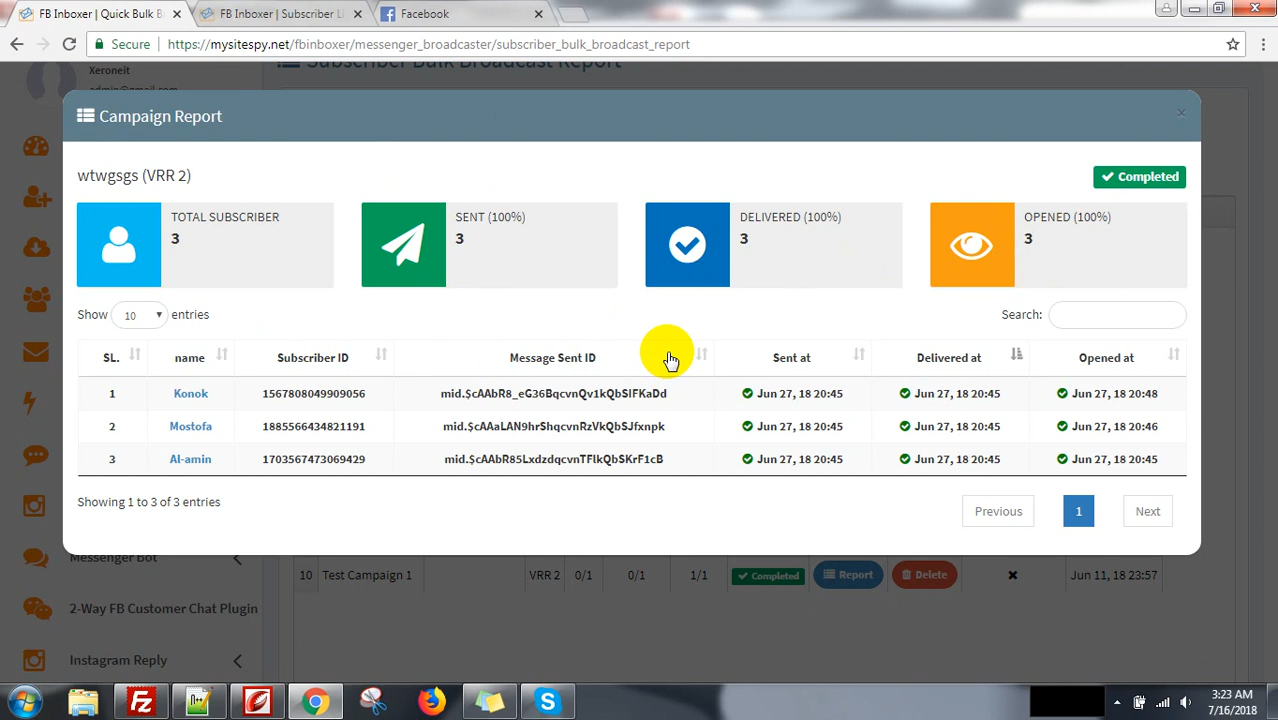 FB Inboxer | Quick Bulk B
FB Inboxer | Subscriber Li
Facebook
Secure
https://mysitespy.net/fbinboxer/messenger_broadcaster/subscriber_bulk_broadcast_report
Xeroneit
admin@gmail.com
Subscriber Bulk Broadcast Report
Campaign Report
×
wtwgsgs (VRR 2)
Completed
TOTAL SUBSCRIBER
3
SENT (100%)
3
DELIVERED (100%)
3
OPENED (100%)
3
Show 10 entries
Search:
SL. name Subscriber ID Message Sent ID Sent at Delivered at Opened at
1 Konok 1567808049909056 mid.$cAAbR8_eG36BqcvnQv1kQbSIFKaDd Jun 27, 18 20:45 Jun 27, 18 20:45 Jun 27, 18 20:48
2 Mostofa 1885566434821191 mid.$cAAaLAN9hrShqcvnRzVkQbSJfxnpk Jun 27, 18 20:45 Jun 27, 18 20:45 Jun 27, 18 20:46
3 Al-amin 1703567473069429 mid.$cAAbR85LxdzdqcvnTFlkQbSKrF1cB Jun 27, 18 20:45 Jun 27, 18 20:45 Jun 27, 18 20:45
Showing 1 to 3 of 3 entries
Previous 1 Next
Messenger Bot
10 Test Campaign 1 VRR 2 0/1 0/1 1/1 Completed Report Delete Jun 11, 18 23:57
2-Way FB Customer Chat Plugin
Instagram Reply
3:23 AM
7/16/2018